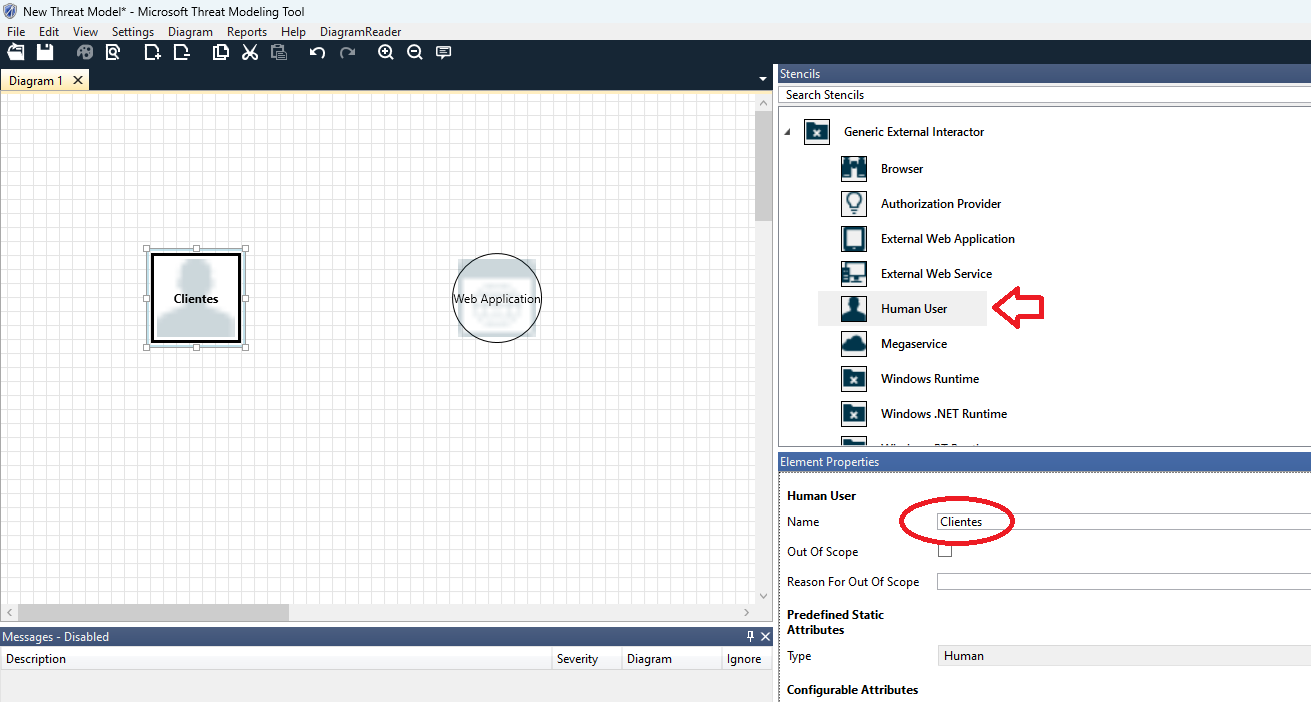 New Threat Model* - Microsoft Threat Modeling Tool
File Edit View Settings Diagram Reports Help DiagramReader
Diagram 1
Clientes
Web Application
Messages - Disabled
Description Severity Diagram Ignore
Stencils
Search Stencils
Generic External Interactor
Browser
Authorization Provider
External Web Application
External Web Service
Human User
Megaservice
Windows Runtime
Windows .NET Runtime
Element Properties
Human User
Name Clientes
Out Of Scope
Reason For Out Of Scope
Predefined Static
Attributes
Type Human
Configurable Attributes